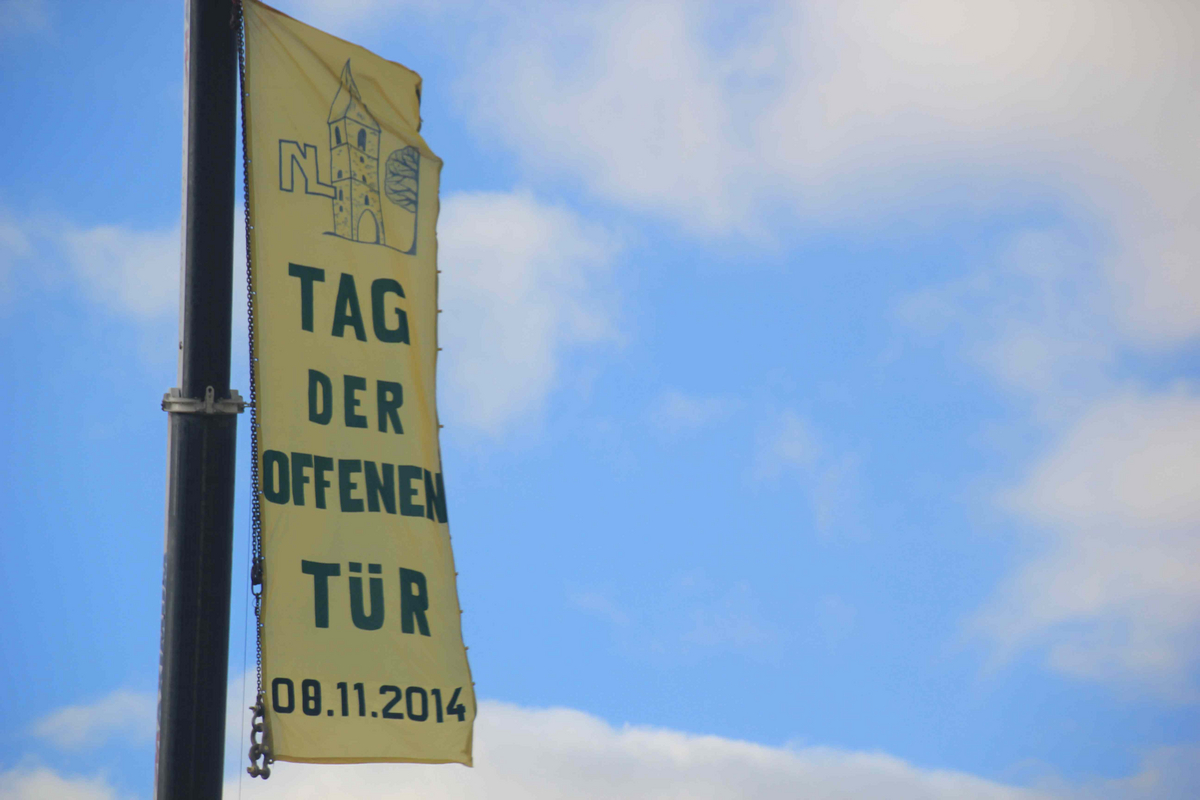 NL
TAG
DER
OFFENEN
TÜR
08.11.2014